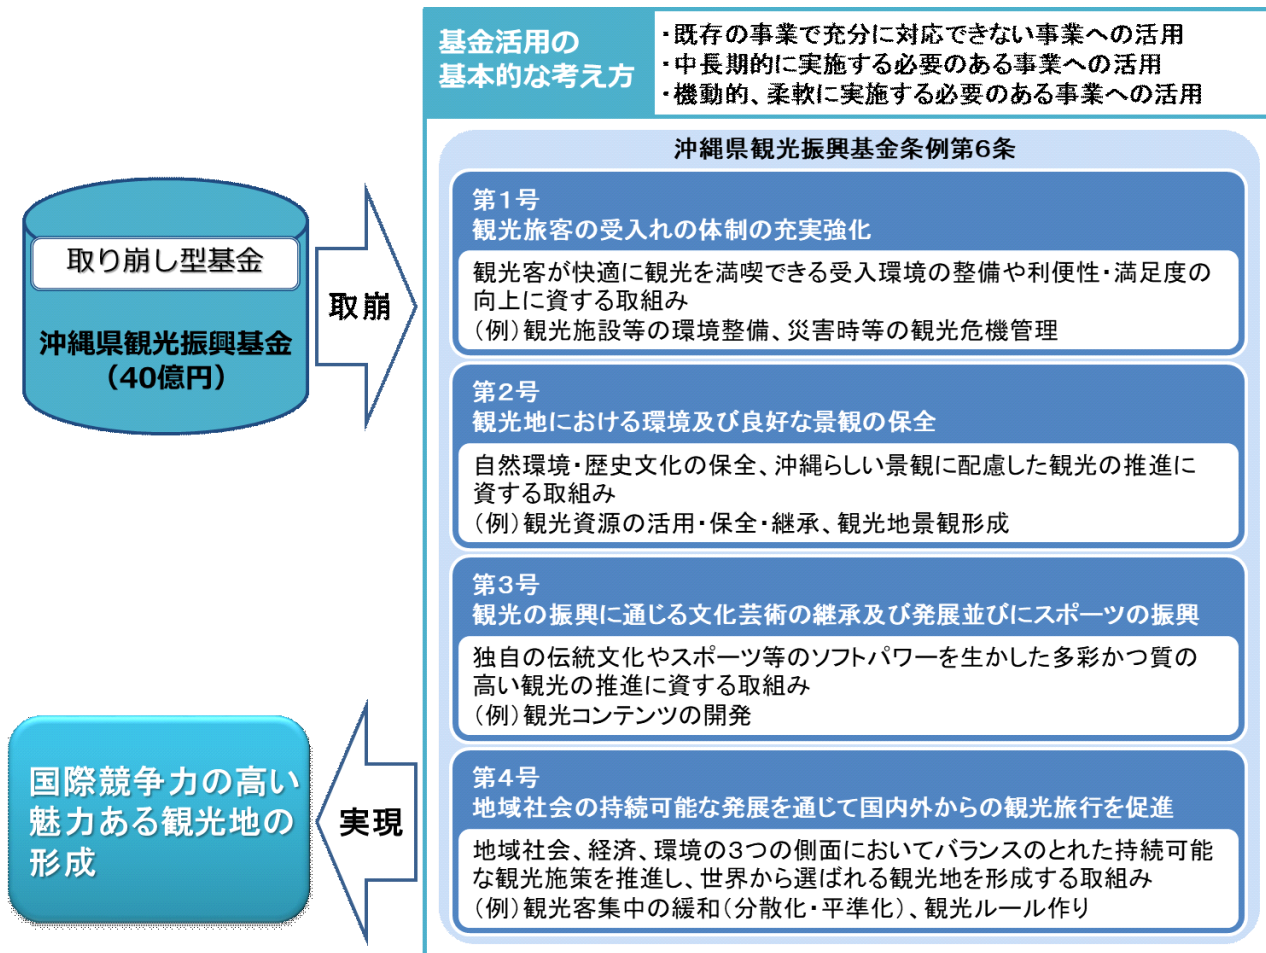 基金活用の
基本的な考え方
・既存の事業で充分に対応できない事業への活用
・中長期的に実施する必要のある事業への活用
・機動的、柔軟に実施する必要のある事業への活用
取り崩し型基金
沖縄県観光振興基金
（40億円）
取崩
沖縄県観光振興基金条例第6条
第1号
観光旅客の受入れの体制の充実強化
観光客が快適に観光を満喫できる受入環境の整備や利便性・満足度の
向上に資する取組み
（例）観光施設等の環境整備、災害時等の観光危機管理
第2号
観光地における環境及び良好な景観の保全
自然環境・歴史文化の保全、沖縄らしい景観に配慮した観光の推進に
資する取組み
（例）観光資源の活用・保全・継承、観光地景観形成
第3号
観光の振興に通じる文化芸術の継承及び発展並びにスポーツの振興
独自の伝統文化やスポーツ等のソフトパワーを生かした多彩かつ質の
高い観光の推進に資する取組み
（例）観光コンテンツの開発
第4号
地域社会の持続可能な発展を通じて国内外からの観光旅行を促進
地域社会、経済、環境の3つの側面においてバランスのとれた持続可能
な観光施策を推進し、世界から選ばれる観光地を形成する取組み
（例）観光客集中の緩和（分散化・平準化）、観光ルール作り
実現
国際競争力の高い
魅力ある観光地の
形成